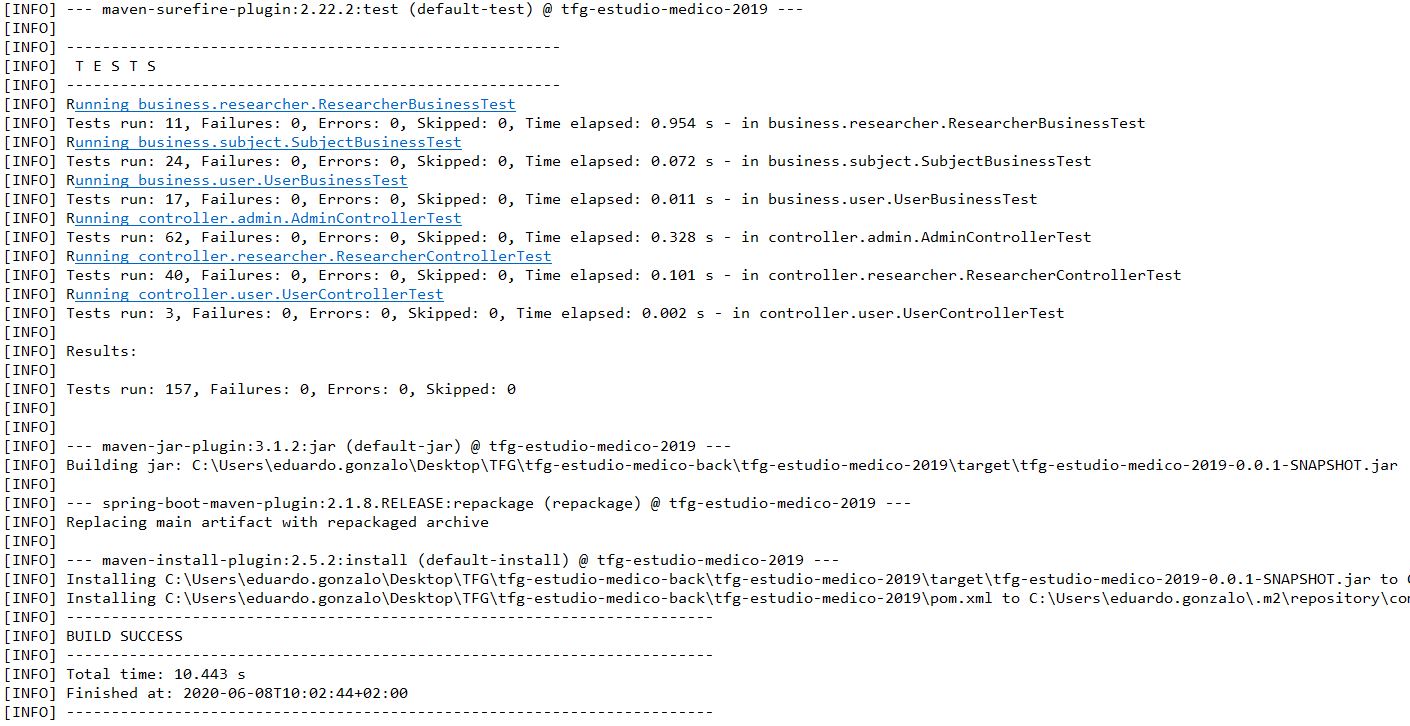 [INFO] --- maven-surefire-plugin:2.22.2:test (default-test) @ tfg-estudio-medico-2019 ---
[INFO]
[INFO] -------------------------------------------------------
[INFO]  T E S T S
[INFO] -------------------------------------------------------
[INFO] Running business.researcher.ResearcherBusinessTest
[INFO] Tests run: 11, Failures: 0, Errors: 0, Skipped: 0, Time elapsed: 0.954 s - in business.researcher.ResearcherBusinessTest
[INFO] Running business.subject.SubjectBusinessTest
[INFO] Tests run: 24, Failures: 0, Errors: 0, Skipped: 0, Time elapsed: 0.072 s - in business.subject.SubjectBusinessTest
[INFO] Running business.user.UserBusinessTest
[INFO] Tests run: 17, Failures: 0, Errors: 0, Skipped: 0, Time elapsed: 0.011 s - in business.user.UserBusinessTest
[INFO] Running controller.admin.AdminControllerTest
[INFO] Tests run: 62, Failures: 0, Errors: 0, Skipped: 0, Time elapsed: 0.328 s - in controller.admin.AdminControllerTest
[INFO] Running controller.researcher.ResearcherControllerTest
[INFO] Tests run: 40, Failures: 0, Errors: 0, Skipped: 0, Time elapsed: 0.101 s - in controller.researcher.ResearcherControllerTest
[INFO] Running controller.user.UserControllerTest
[INFO] Tests run: 3, Failures: 0, Errors: 0, Skipped: 0, Time elapsed: 0.002 s - in controller.user.UserControllerTest
[INFO]
[INFO] Results:
[INFO]
[INFO] Tests run: 157, Failures: 0, Errors: 0, Skipped: 0
[INFO]
[INFO]
[INFO] --- maven-jar-plugin:3.1.2:jar (default-jar) @ tfg-estudio-medico-2019 ---
[INFO] Building jar: C:\Users\eduardo.gonzalo\Desktop\TFG\tfg-estudio-medico-back\tfg-estudio-medico-2019\target\tfg-estudio-medico-2019-0.0.1-SNAPSHOT.jar
[INFO]
[INFO] --- spring-boot-maven-plugin:2.1.8.RELEASE:repackage (repackage) @ tfg-estudio-medico-2019 ---
[INFO] Replacing main artifact with repackaged archive
[INFO]
[INFO] --- maven-install-plugin:2.5.2:install (default-install) @ tfg-estudio-medico-2019 ---
[INFO] Installing C:\Users\eduardo.gonzalo\Desktop\TFG\tfg-estudio-medico-back\tfg-estudio-medico-2019\target\tfg-estudio-medico-2019-0.0.1-SNAPSHOT.jar to
[INFO] Installing C:\Users\eduardo.gonzalo\Desktop\TFG\tfg-estudio-medico-back\tfg-estudio-medico-2019\pom.xml to C:\Users\eduardo.gonzalo\.m2\repository\
[INFO] ------------------------------------------------------------------------
[INFO] BUILD SUCCESS
[INFO] ------------------------------------------------------------------------
[INFO] Total time: 10.443 s
[INFO] Finished at: 2020-06-08T10:02:44+02:00
[INFO] ------------------------------------------------------------------------